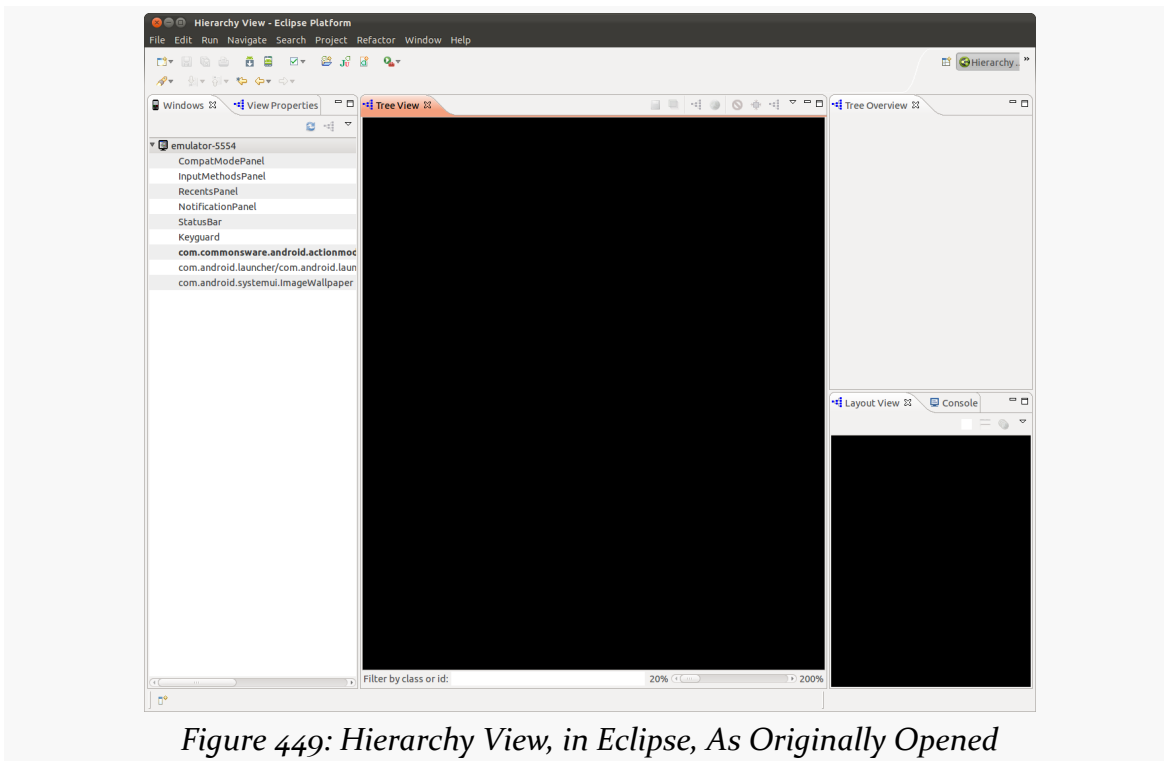 Hierarchy View - Eclipse Platform
File Edit Run Navigate Search Project Refactor Window Help
Hierarchy...
Windows
View Properties
Tree View
Tree Overview
emulator-5554
CompatModePanel
InputMethodsPanel
RecentsPanel
NotificationPanel
StatusBar
Keyguard
com.commonsware.android.actionmod
com.android.launcher/com.android.laun
com.android.systemui.ImageWallpaper
Layout View
Console
Filter by class or id:
20%
200%
Figure 449: Hierarchy View, in Eclipse, As Originally Opened